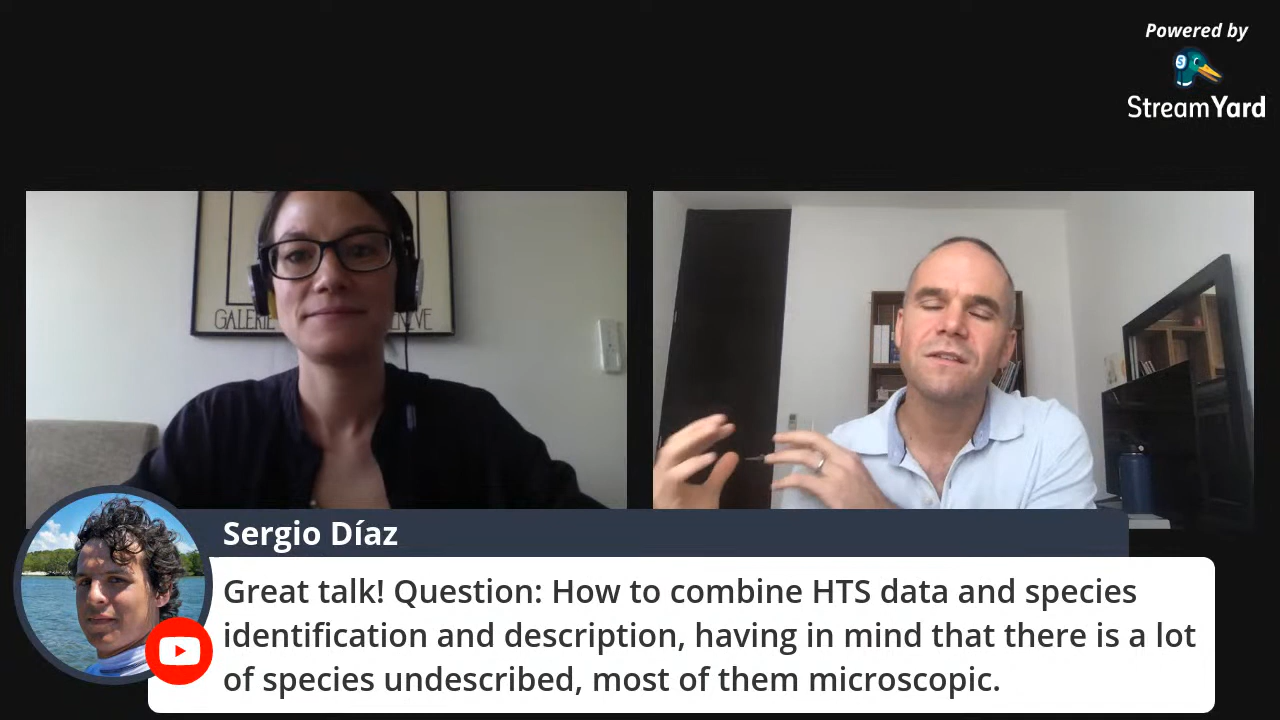 Powered by
StreamYard
GALERIE
Sergio Díaz
Great talk! Question: How to combine HTS data and species
identification and description, having in mind that there is a lot
of species undescribed, most of them microscopic.